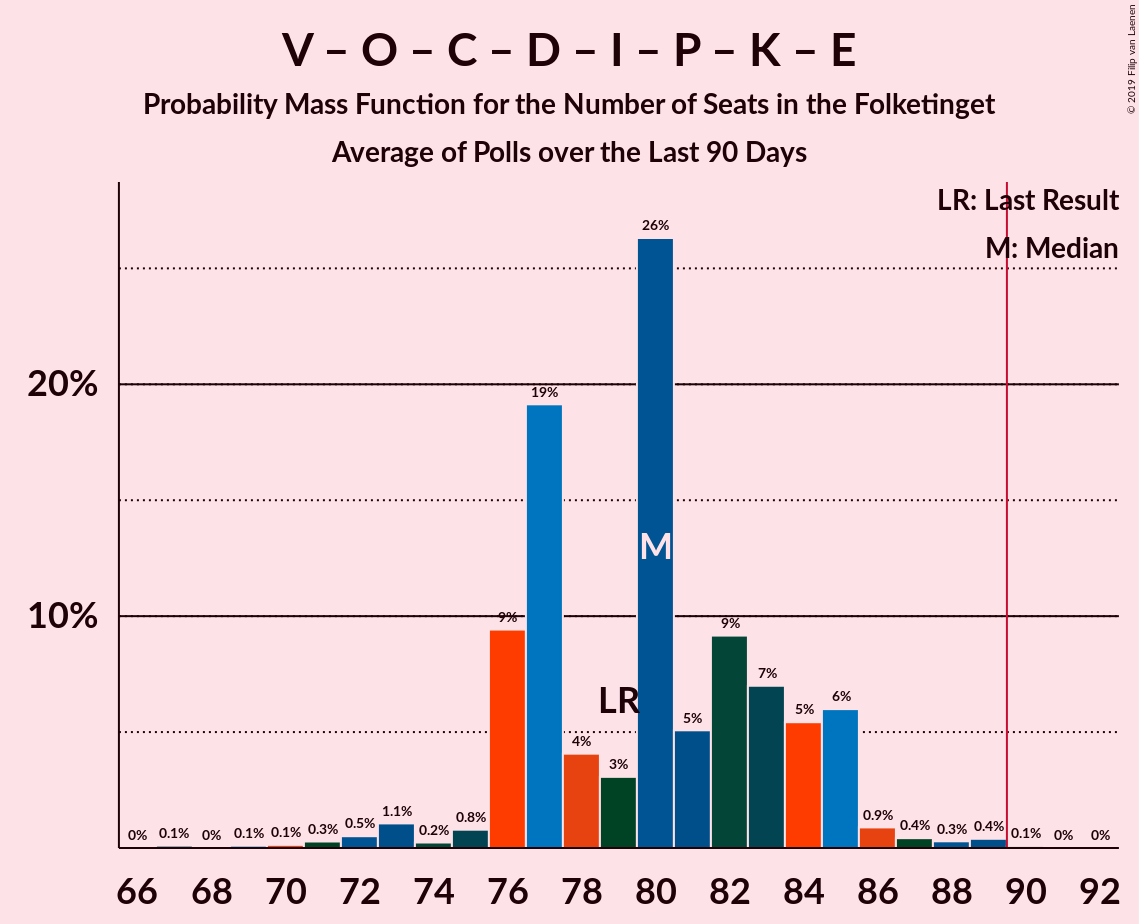 V – O – C – D – I – P – K – E
Probability Mass Function for the Number of Seats in the Folketinget
Average of Polls over the Last 90 Days
© 2019 Filip van Laenen
LR: Last Result
M: Median
20%
10%
0% 0.1% 0% 0.1% 0.1% 0.3% 0.5% 1.1% 0.2% 0.8% 9% 19% 4% 3% 26% 5% 9% 7% 5% 6% 0.9% 0.4% 0.3% 0.4% 0.1% 0% 0%
LR
M
66 68 70 72 74 76 78 80 82 84 86 88 90 92